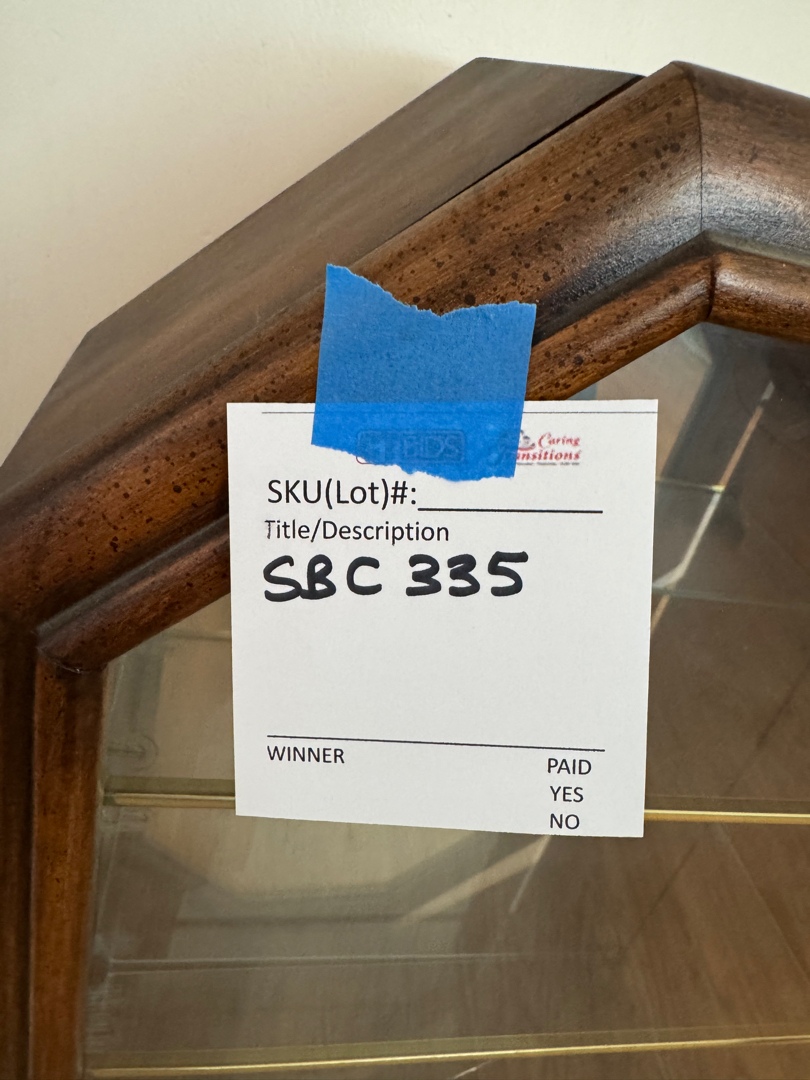 Caring
SKU(Lot)#:
Title/Description
SBC 335
WINNER PAID
YES
NO